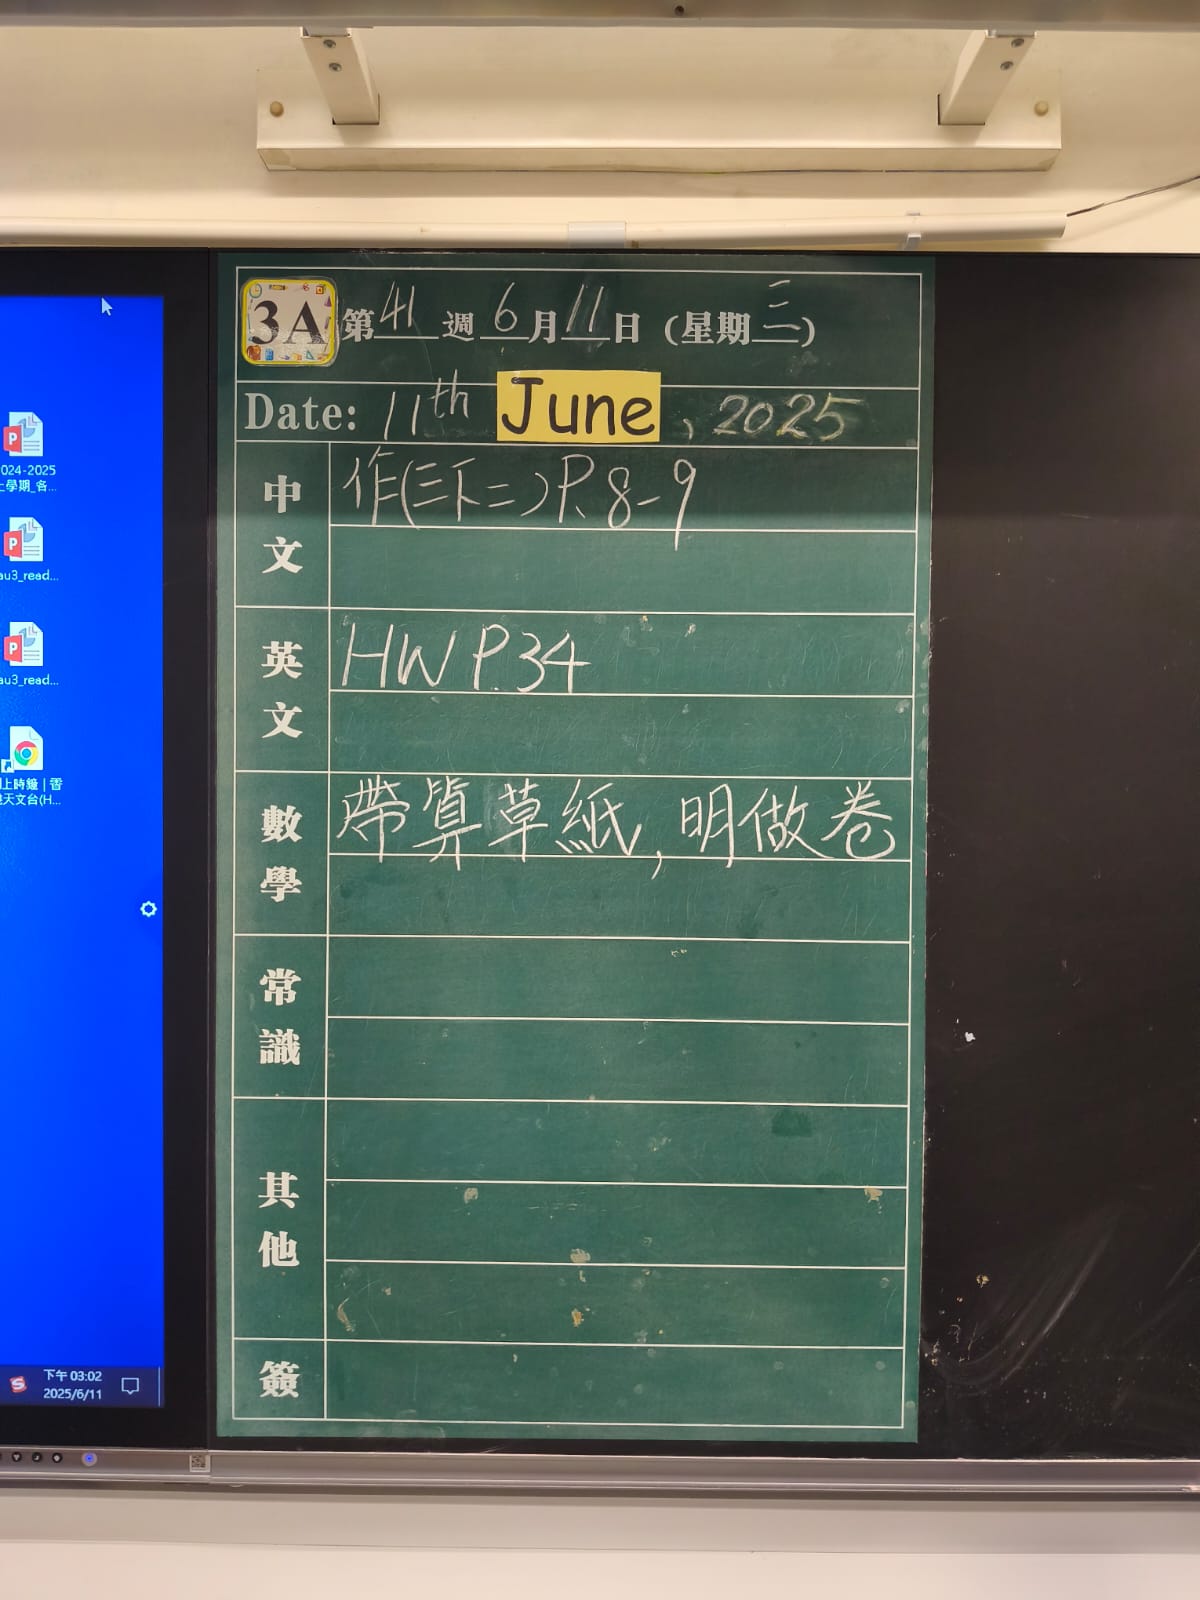 3A 第41週6月11日(星期三)
Date: 11th June, 2025
中文 作(三下二)P.8-9
英文 HW P.34
數學 帶算草紙,明做卷
常識
其他
簽
024-2025
上學期_各...
au3_read...
au3_read...
上時鐘 | 香
天文台(H...
下午 03:02
2025/6/11